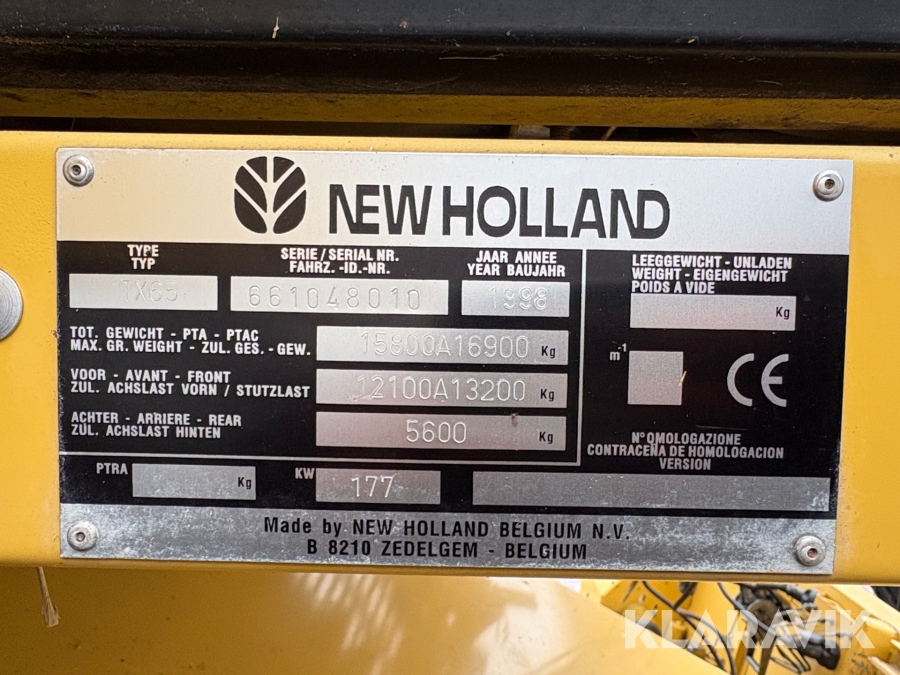 NEW HOLLAND
TYPE
TYP
TX65
SERIE / SERIAL NR.
FAHRZ. -ID.-NR.
661048010
JAAR ANNEE
YEAR BAUJAHR
1998
TOT. GEWICHT - PTA - PTAC
MAX. GR. WEIGHT - ZUL. GES. - GEW.
15800A16900 Kg
VOOR - AVANT - FRONT
ZUL. ACHSLAST VORN / STUTZLAST
12100A13200 Kg
ACHTER - ARRIERE - REAR
ZUL. ACHSLAST HINTEN
5600 Kg
PTRA Kg
KW 177
LEEGGEWICHT - UNLADEN
WEIGHT - EIGENGEWICHT
POIDS A VIDE
Kg
m-1
CE
N° OMOLOGAZIONE
CONTRACEÑA DE HOMOLOGACION
VERSION
Made by NEW HOLLAND BELGIUM N.V.
B 8210 ZEDELGEM - BELGIUM
KLARAVIK